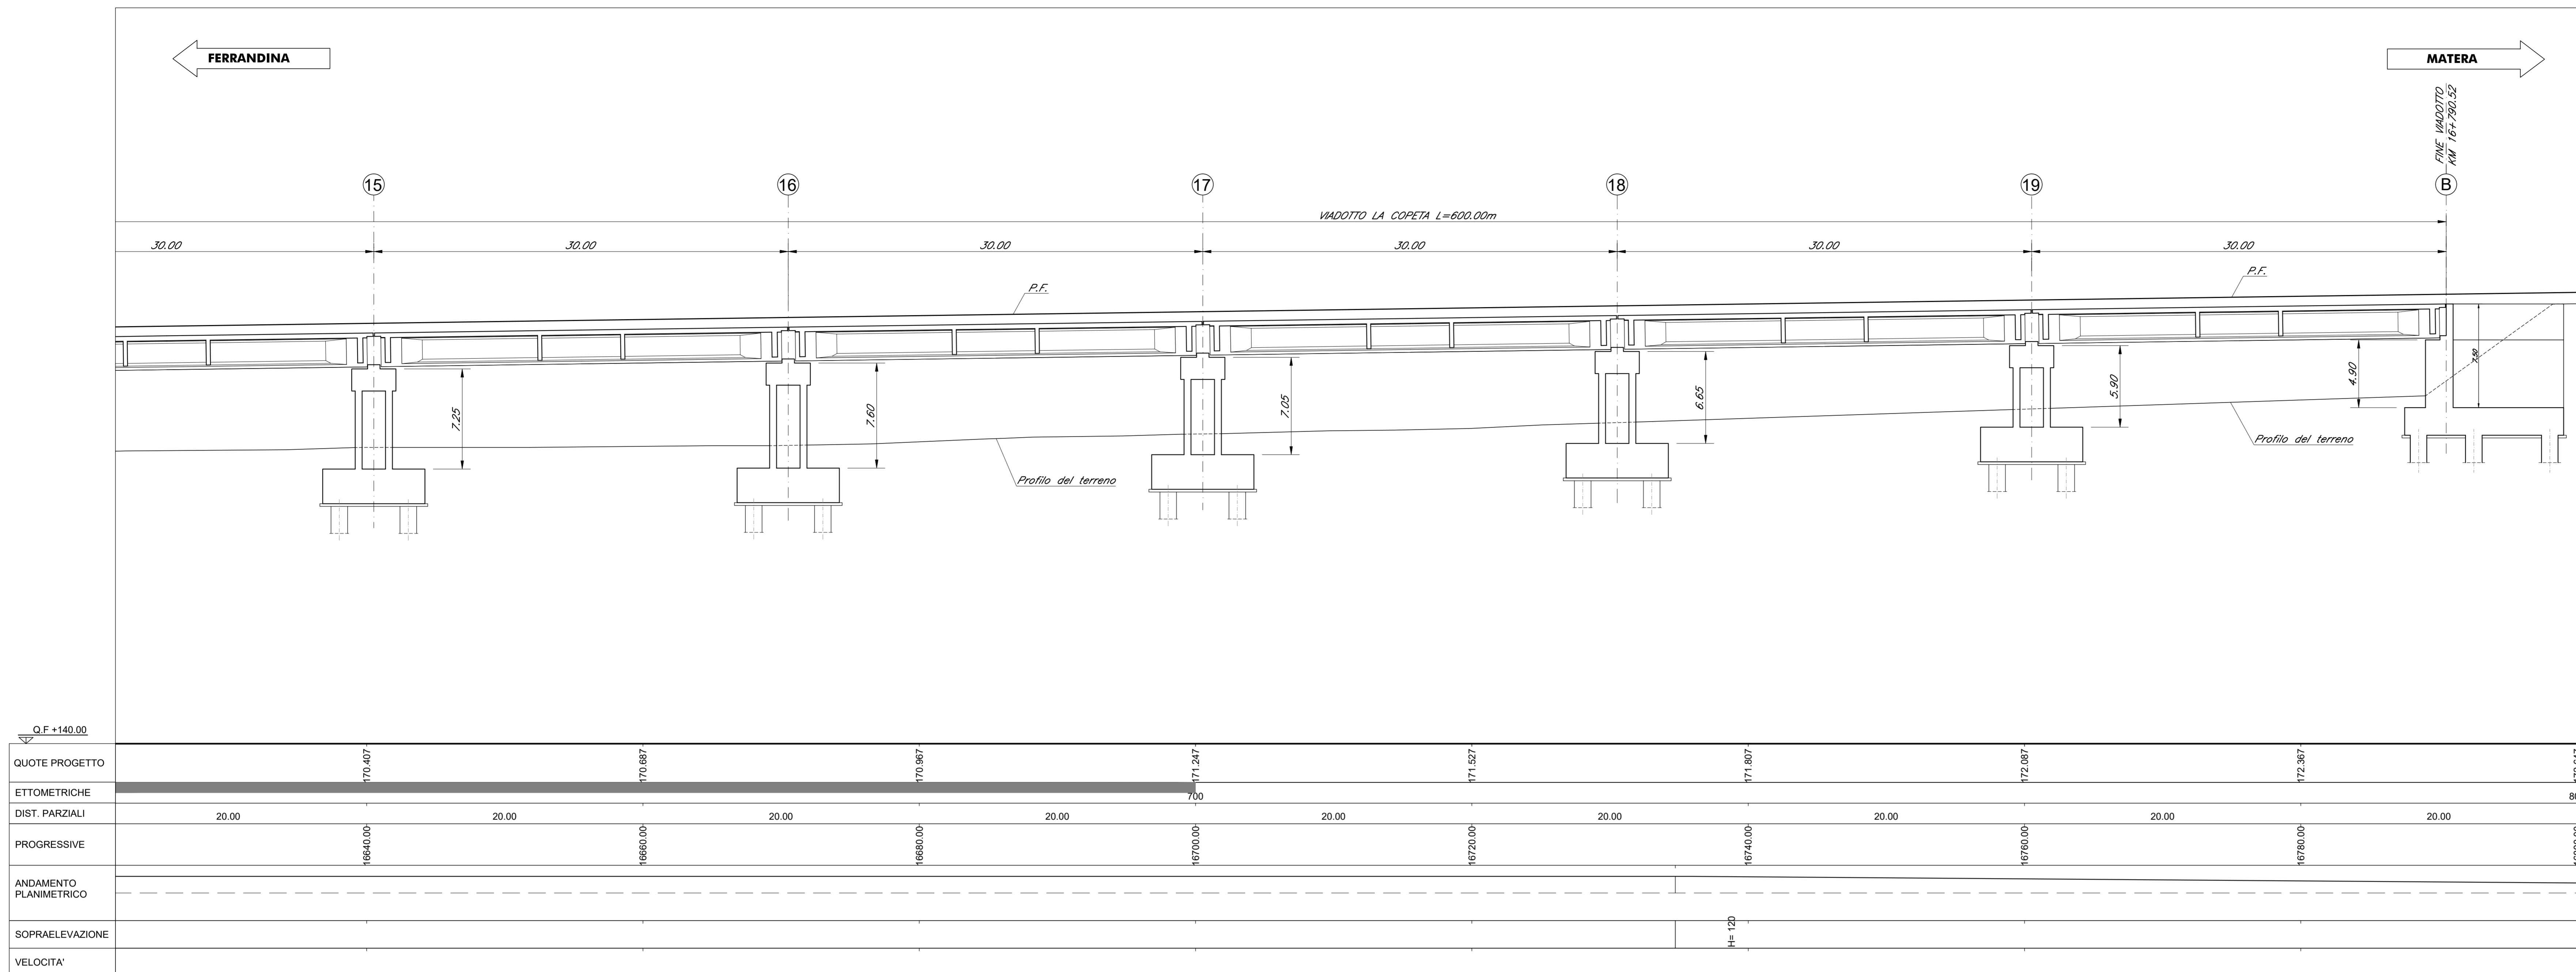 FERRANDINA
MATERA
FINE VIADOTTO
KM 16+790.52
15
16
17
18
19
B
VIADOTTO LA COPETA L=600.00m
30.00
30.00
30.00
30.00
30.00
30.00
P.F.
P.F.
7.25
7.60
7.05
6.65
5.90
4.90
7.50
Profilo del terreno
Profilo del terreno
Q.F +140.00
QUOTE PROGETTO
170.407
170.687
170.967
171.247
171.527
171.807
172.087
172.367
ETTOMETRICHE
700
DIST. PARZIALI
20.00
20.00
20.00
20.00
20.00
20.00
20.00
20.00
20.00
PROGRESSIVE
16640.00
16660.00
16680.00
16700.00
16720.00
16740.00
16760.00
16780.00
ANDAMENTO
PLANIMETRICO
SOPRAELEVAZIONE
H= 120
VELOCITA'